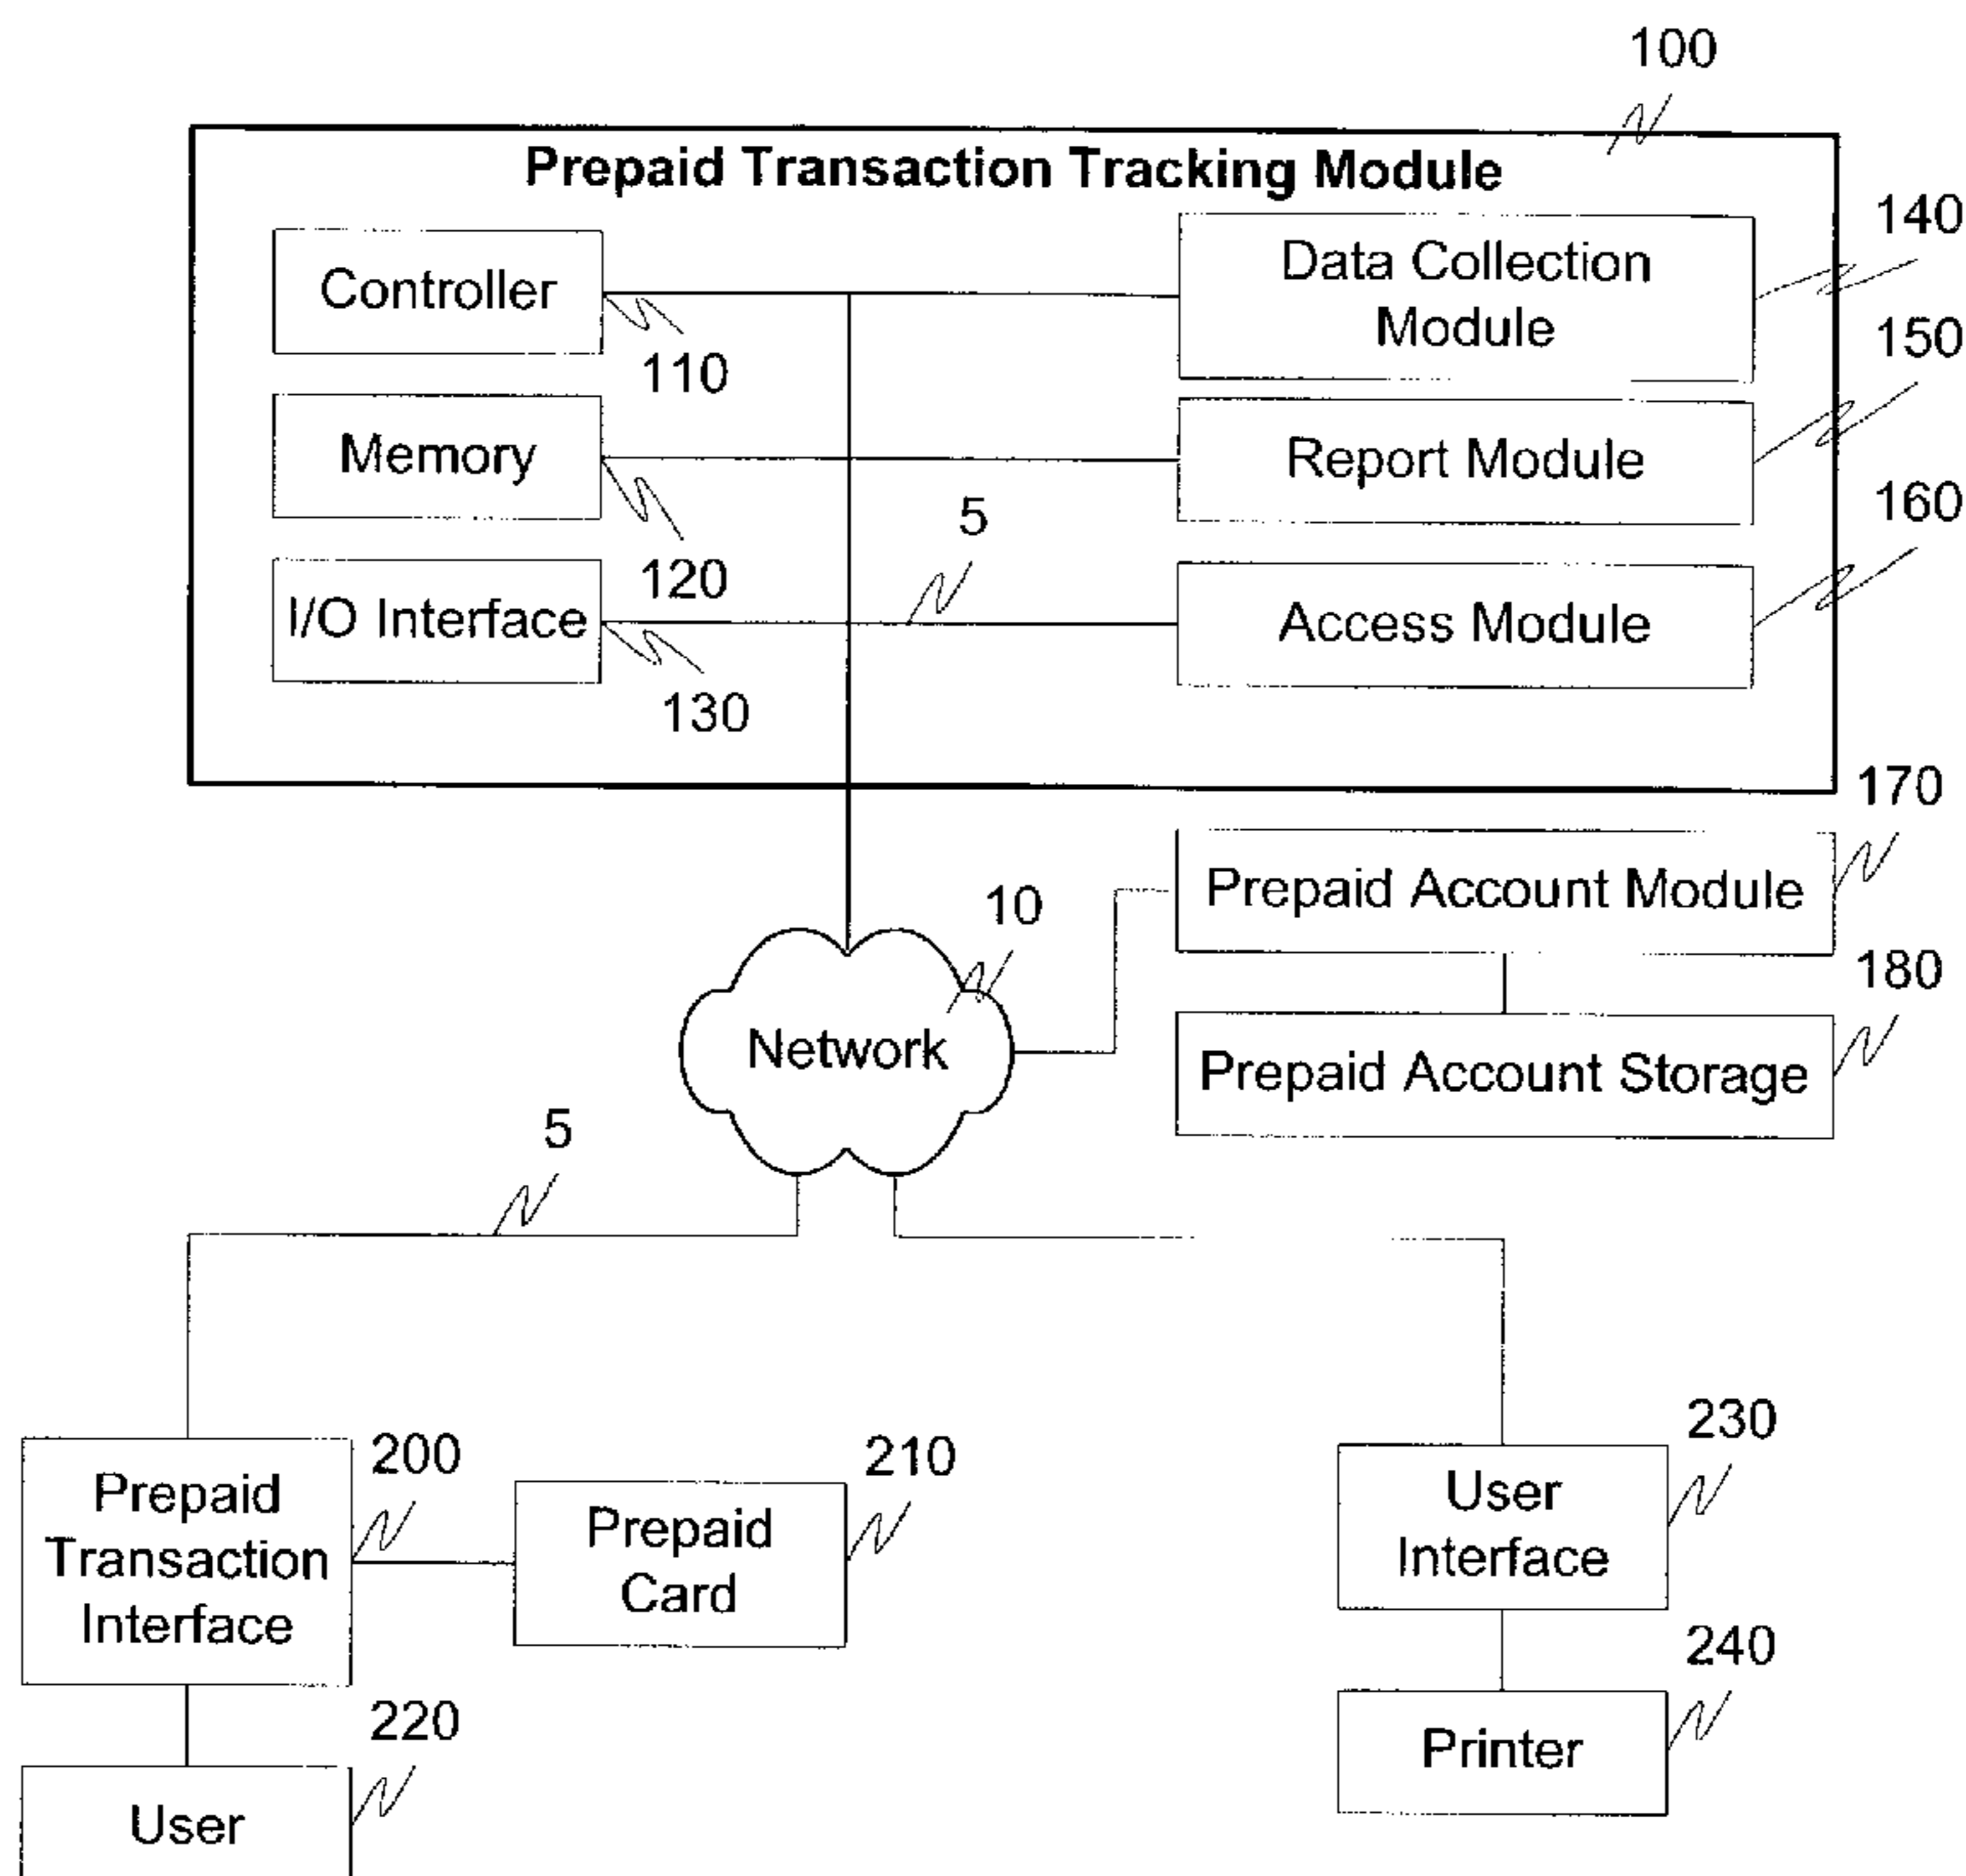 100
Prepaid Transaction Tracking Module
Controller
110
Data Collection
Module
140
Memory
120
Report Module
150
I/O Interface
130
5
Access Module
160
170
Prepaid Account Module
10
Network
180
Prepaid Account Storage
5
200
Prepaid
Transaction
Interface
210
Prepaid
Card
230
User
Interface
220
User
240
Printer